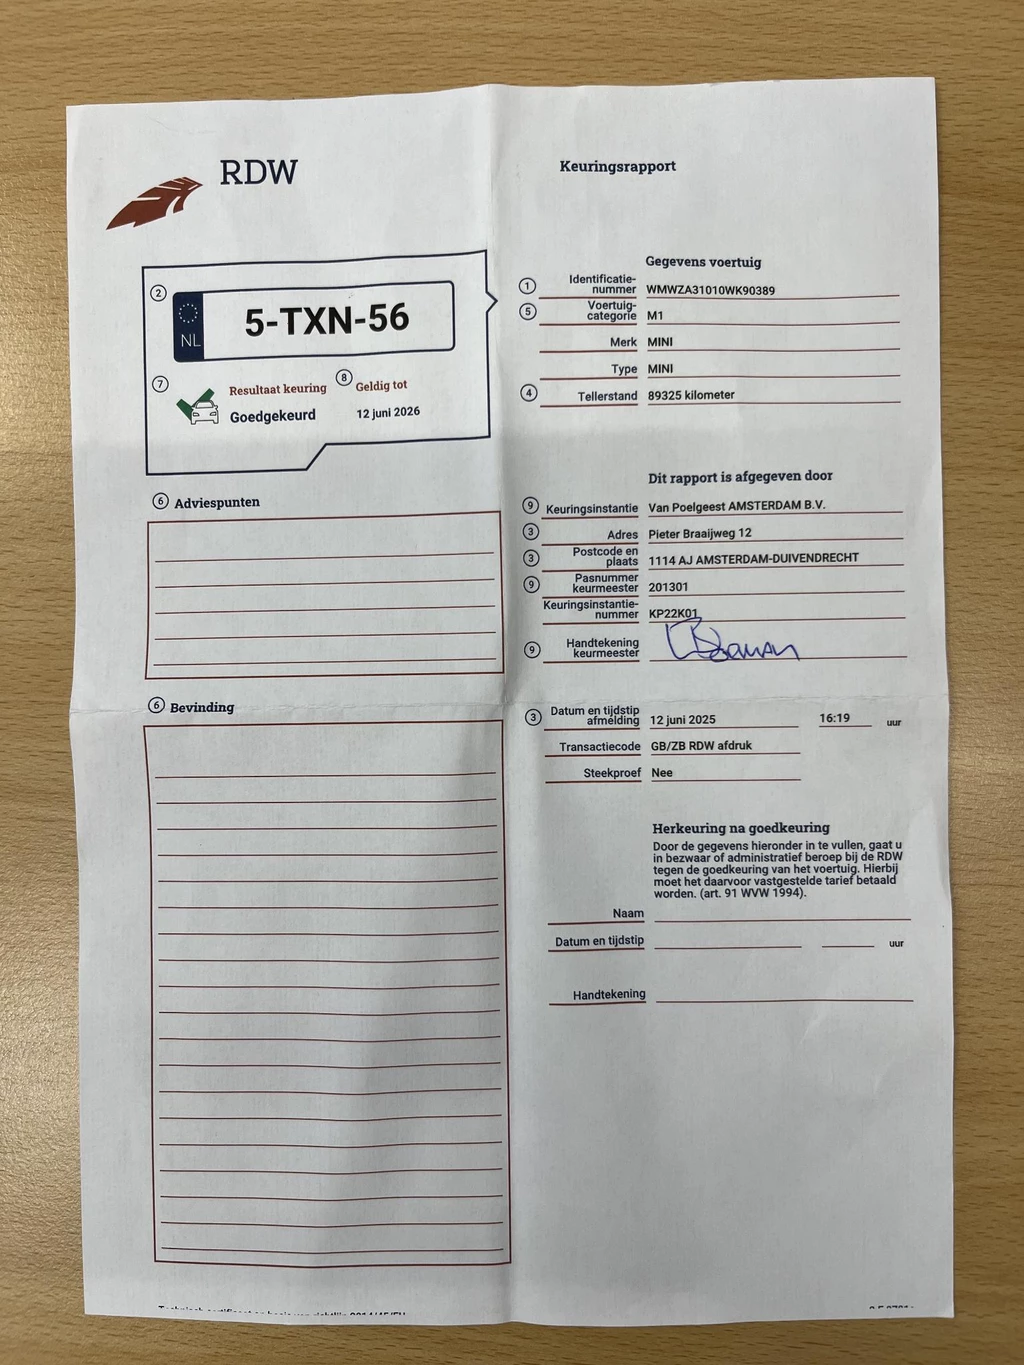 RDW
Keuringsrapport
2
NL
5-TXN-56
7
Resultaat keuring
8
Geldig tot
Goedgekeurd
12 juni 2026
6 Adviespunten
6 Bevinding
Gegevens voertuig
1 Identificatie-
nummer WMWZA31010WK90389
5 Voertuig-
categorie M1
Merk MINI
Type MINI
4 Tellerstand 89325 kilometer
Dit rapport is afgegeven door
9 Keuringsinstantie Van Poelgeest AMSTERDAM B.V.
3 Adres Pieter Braaijweg 12
3 Postcode en
plaats 1114 AJ AMSTERDAM-DUIVENDRECHT
9 Pasnummer
keurmeester 201301
Keuringsinstantie-
nummer KP22K01
9 Handtekening
keurmeester
3 Datum en tijdstip
afmelding 12 juni 2025 16:19 uur
Transactiecode GB/ZB RDW afdruk
Steekproef Nee
Herkeuring na goedkeuring
Door de gegevens hieronder in te vullen, gaat u
in bezwaar of administratief beroep bij de RDW
tegen de goedkeuring van het voertuig. Hierbij
moet het daarvoor vastgestelde tarief betaald
worden. (art. 91 WVW 1994).
Naam
Datum en tijdstip uur
Handtekening